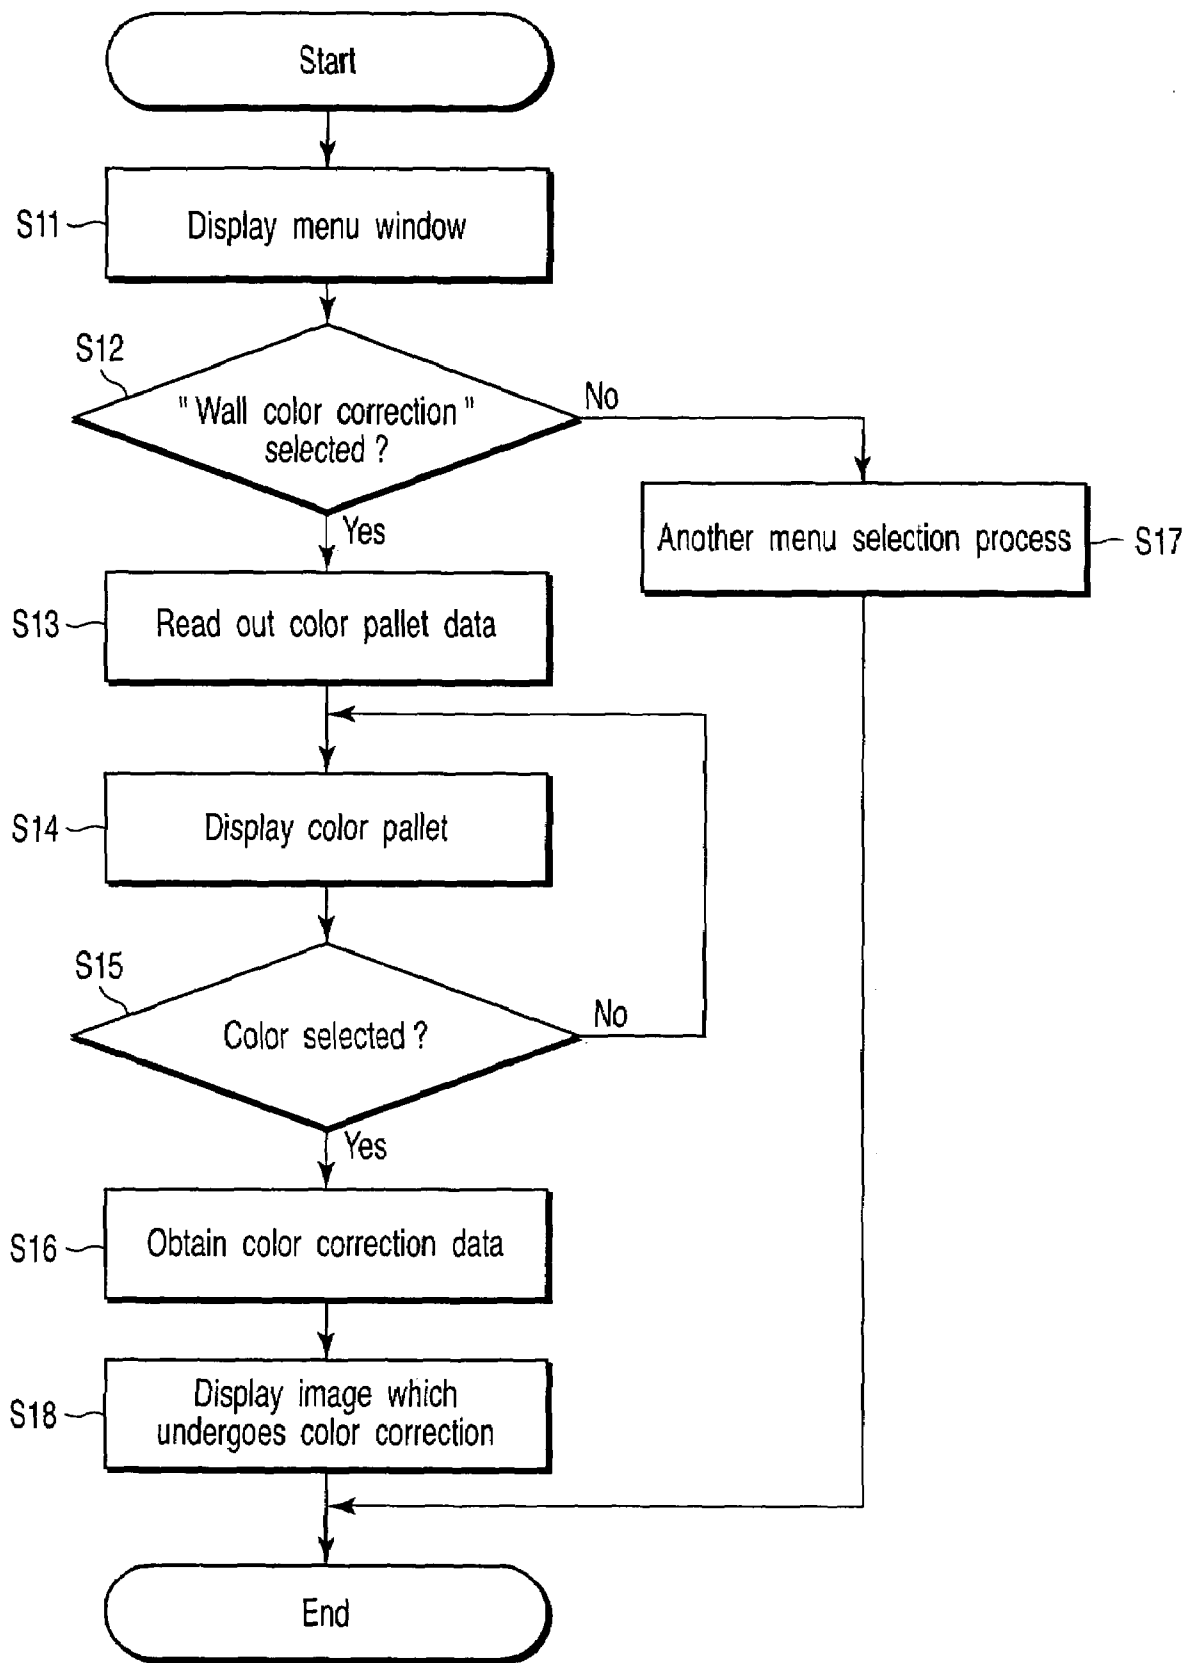 Start
S11
Display menu window
S12
"Wall color correction"
selected?
No
Yes
Another menu selection process
S17
S13
Read out color pallet data
S14
Display color pallet
S15
Color selected?
No
Yes
S16
Obtain color correction data
S18
Display image which
undergoes color correction
End